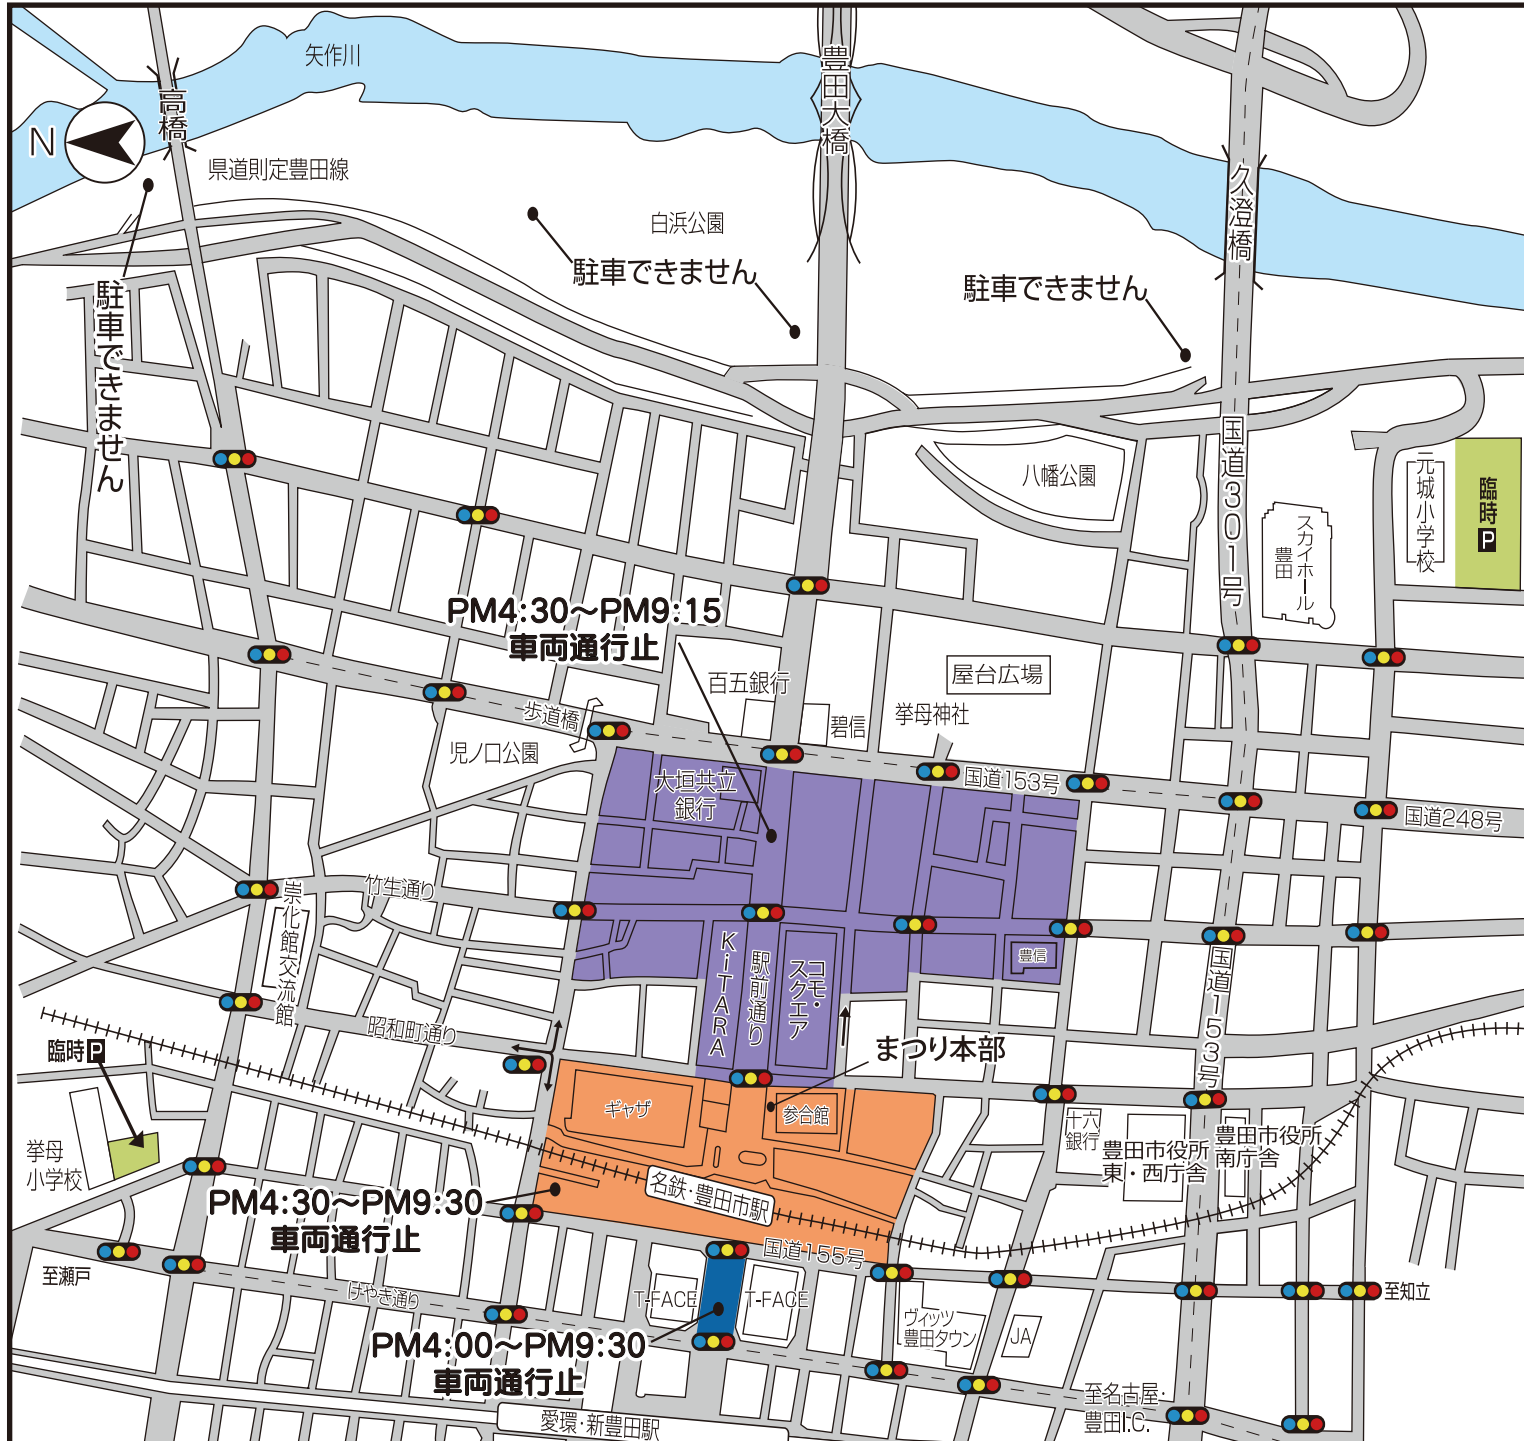 矢作川
豊田大橋
高橋
N
県道則定豊田線
久澄橋
白浜公園
駐車できません
駐車できません
駐車できません
国道301号
八幡公園
元城小学校
臨時P
スカイホール
豊田
PM4:30〜PM9:15
車両通行止
屋台広場
百五銀行
挙母神社
歩道橋
碧信
児ノ口公園
大垣共立
銀行
国道153号
国道248号
竹生通り
崇化館交流館
KiTARA
駅前通り
コモ・
スクエア
豊信
国道153号
昭和町通り
臨時P
まつり本部
ギャザ
参合館
十六
銀行
豊田市役所
東・西庁舎
豊田市役所
南庁舎
挙母
小学校
名鉄・豊田市駅
PM4:30〜PM9:30
車両通行止
国道155号
至瀬戸
けやき通り
T-FACE
T-FACE
至知立
ヴィッツ
豊田タウン
JA
PM4:00〜PM9:30
車両通行止
至名古屋・
豊田I.C.
愛環・新豊田駅